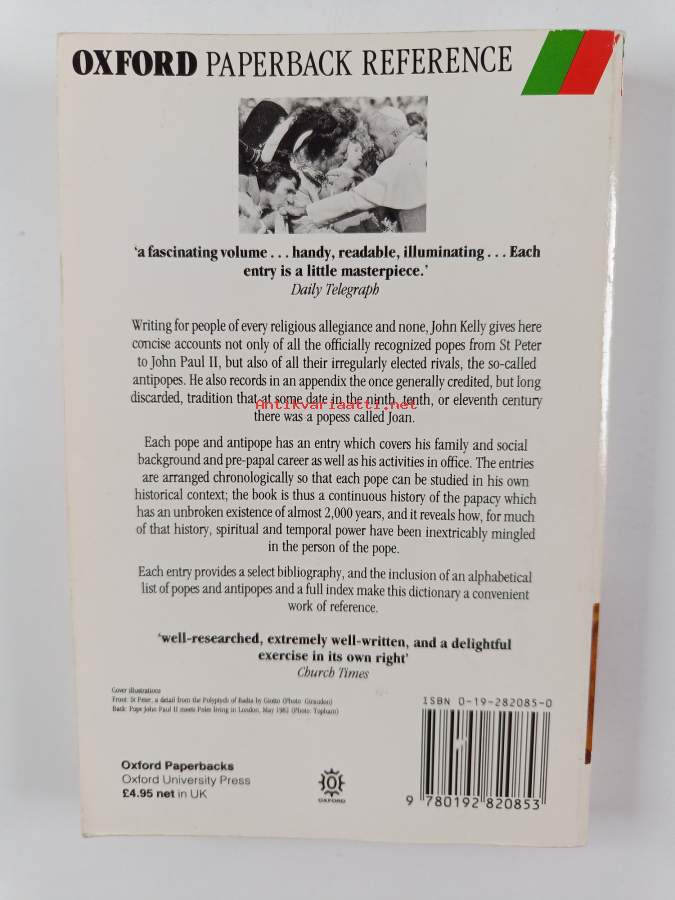 OXFORD PAPERBACK REFERENCE
‘a fascinating volume . . . handy, readable, illuminating . . . Each
entry is a little masterpiece.’
Daily Telegraph
Writing for people of every religious allegiance and none, John Kelly gives here
concise accounts not only of all the officially recognized popes from St Peter
to John Paul II, but also of all their irregularly elected rivals, the so-called
antipopes. He also records in an appendix the once generally credited, but long
discarded, tradition that at some date in the ninth, tenth, or eleventh century
Antikvariaatti.net
there was a popess called Joan.
Each pope and antipope has an entry which covers his family and social
background and pre-papal career as well as his activities in office. The entries
are arranged chronologically so that each pope can be studied in his own
historical context; the book is thus a continuous history of the papacy which
has an unbroken existence of almost 2,000 years, and it reveals how, for much
of that history, spiritual and temporal power have been inextricably mingled
in the person of the pope.
Each entry provides a select bibliography, and the inclusion of an alphabetical
list of popes and antipopes and a full index make this dictionary a convenient
work of reference.
‘well-researched, extremely well-written, and a delightful
exercise in its own right’
Church Times
Cover illustrations
Front: St Peter, a detail from the Polyptych of Badia by Giotto (Photo: Giraudon)
Back: Pope John Paul II meets Poles living in London, May 1982 (Photo: Topham)
ISBN 0-19-282085-0
Oxford Paperbacks
Oxford University Press
£4.95 net in UK
OXFORD
9 780192 820853